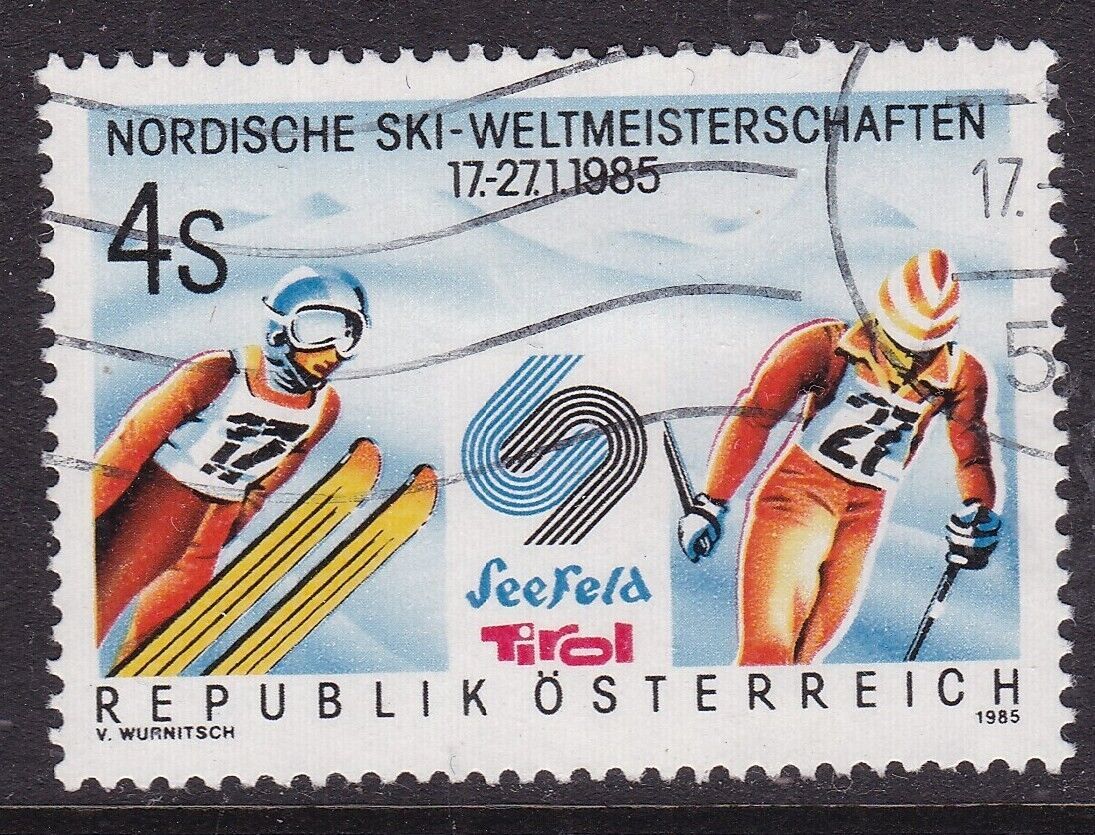 NORDISCHE SKI-WELTMEISTERSCHAFTEN
17.-27.1.1985
4S
17.-
5
17
27
Seefeld
Tirol
REPUBLIK ÖSTERREICH
V. WURNITSCH
1985